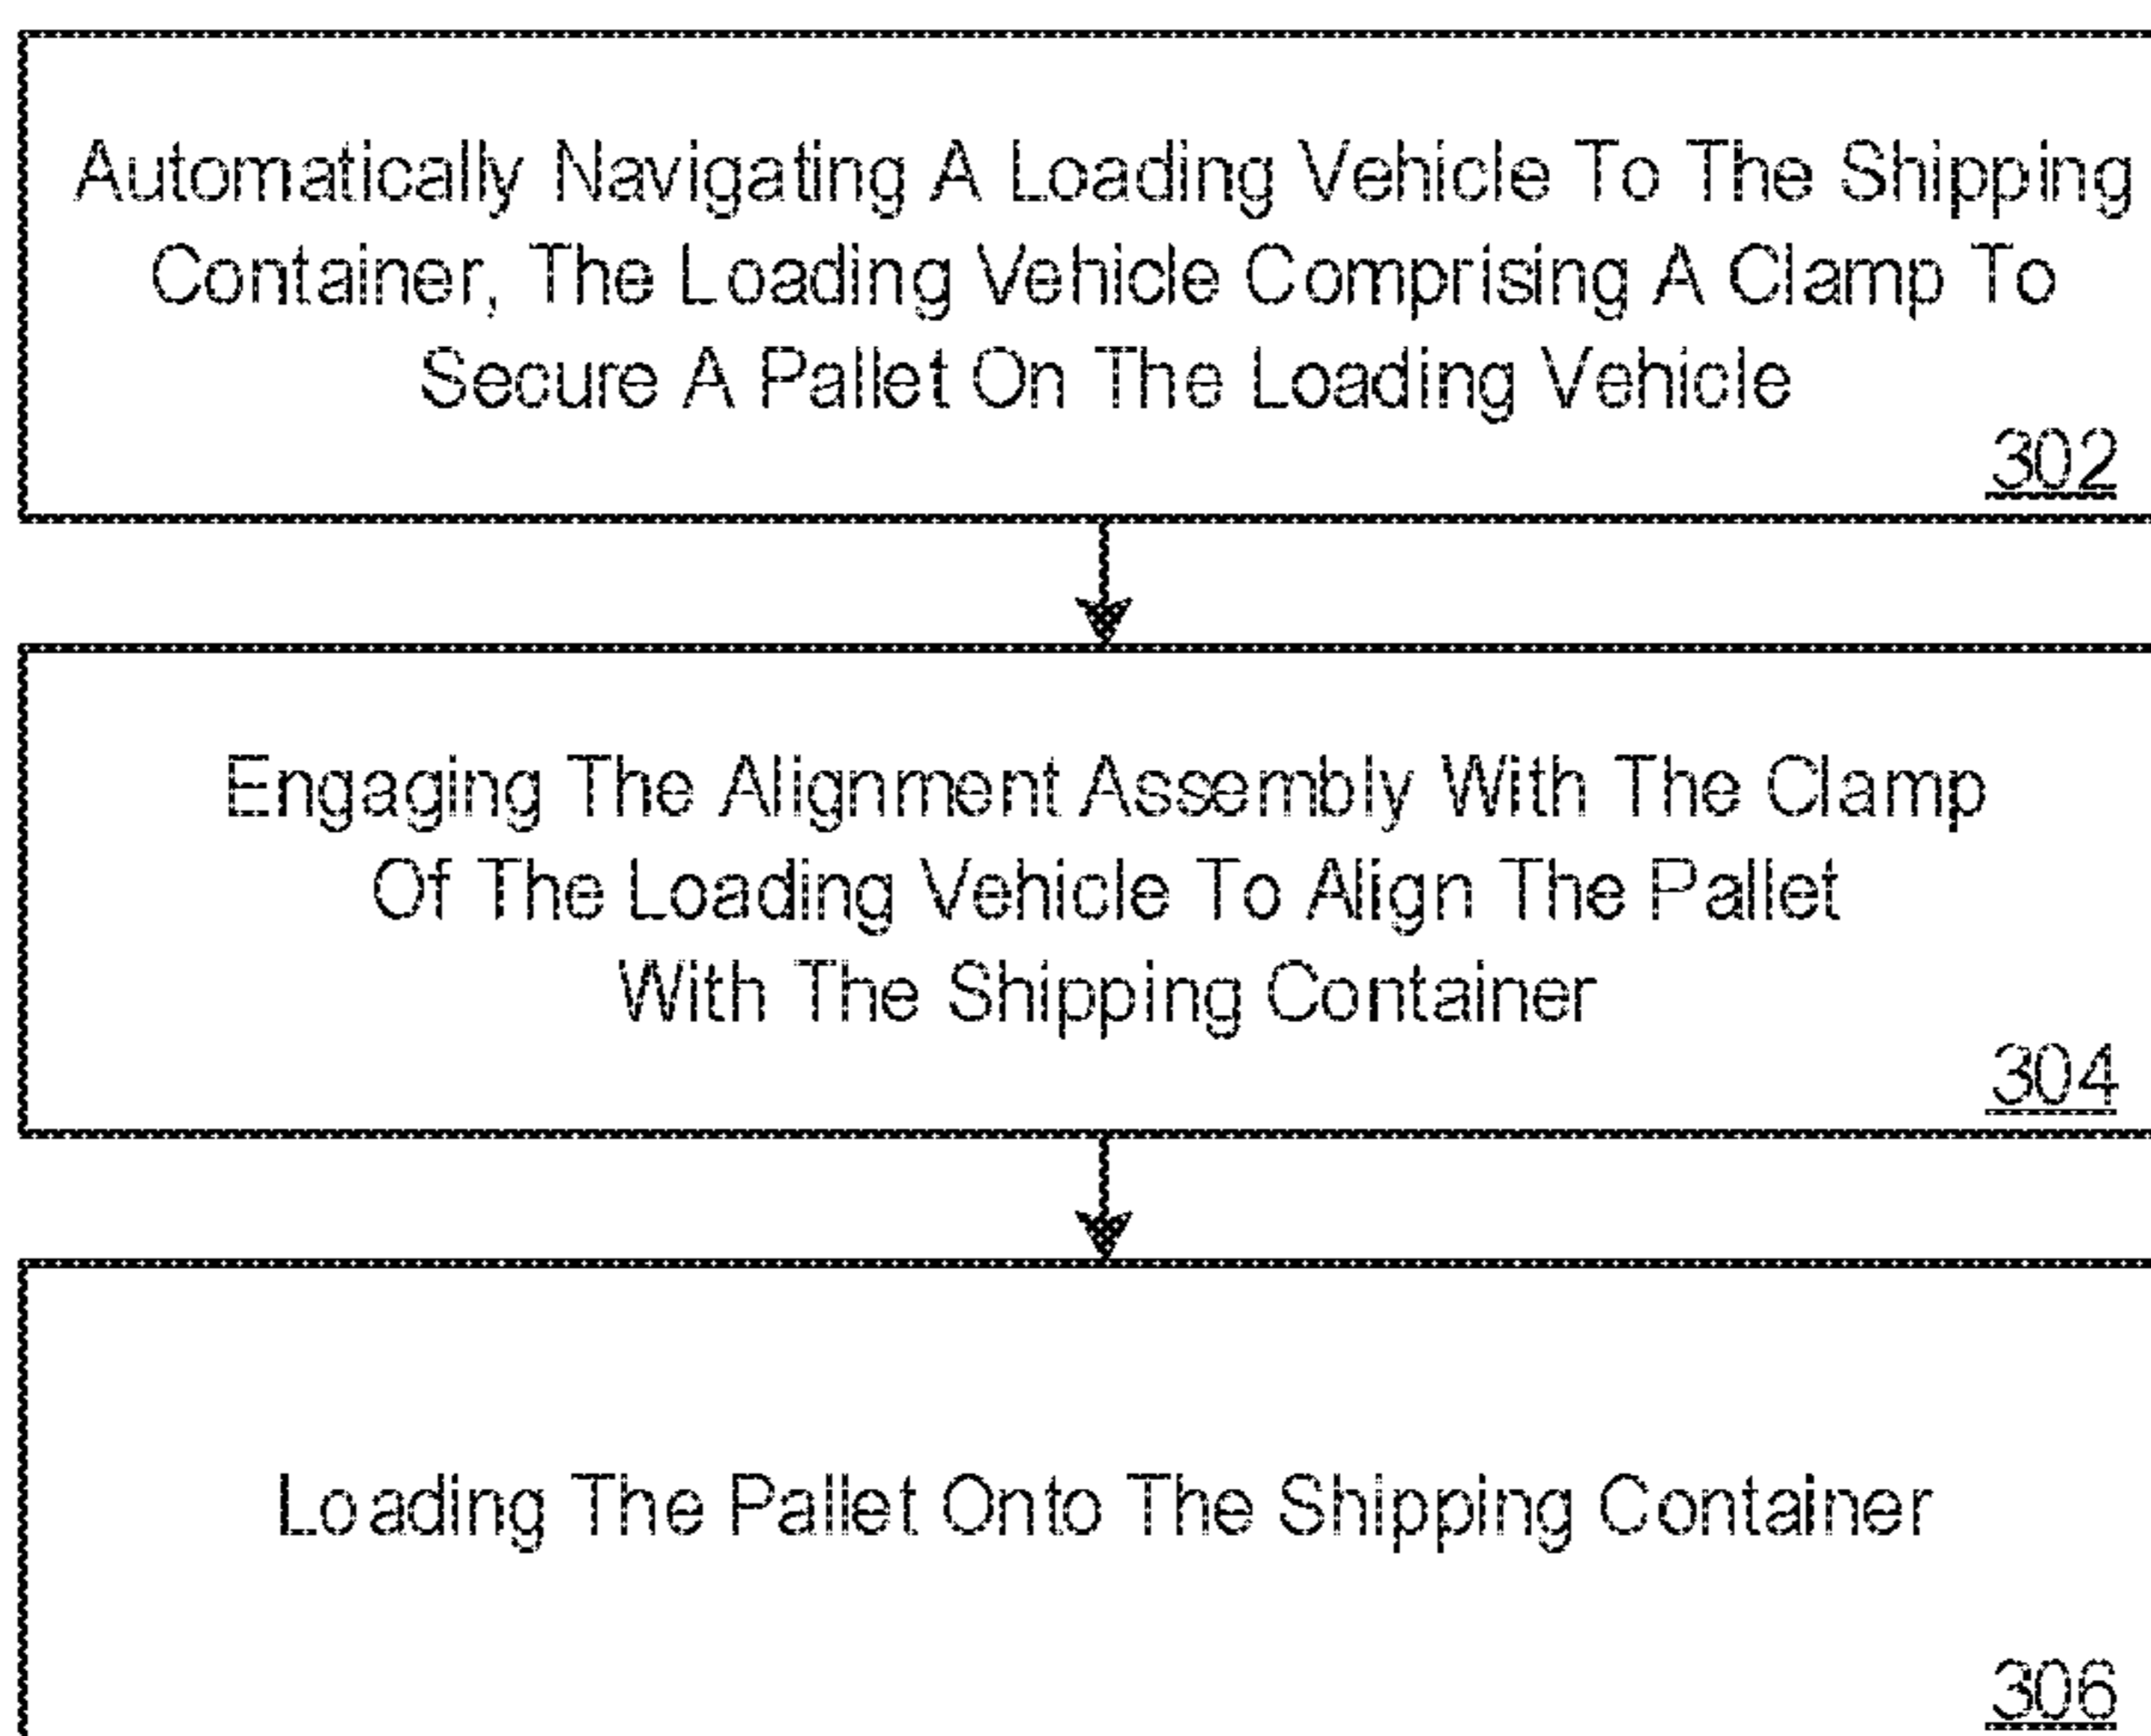 Automatically Navigating A Loading Vehicle To The Shipping
Container, The Loading Vehicle Comprising A Clamp To
Secure A Pallet On The Loading Vehicle
302
Engaging The Alignment Assembly With The Clamp
Of The Loading Vehicle To Align The Pallet
With The Shipping Container
304
Loading The Pallet Onto The Shipping Container
306